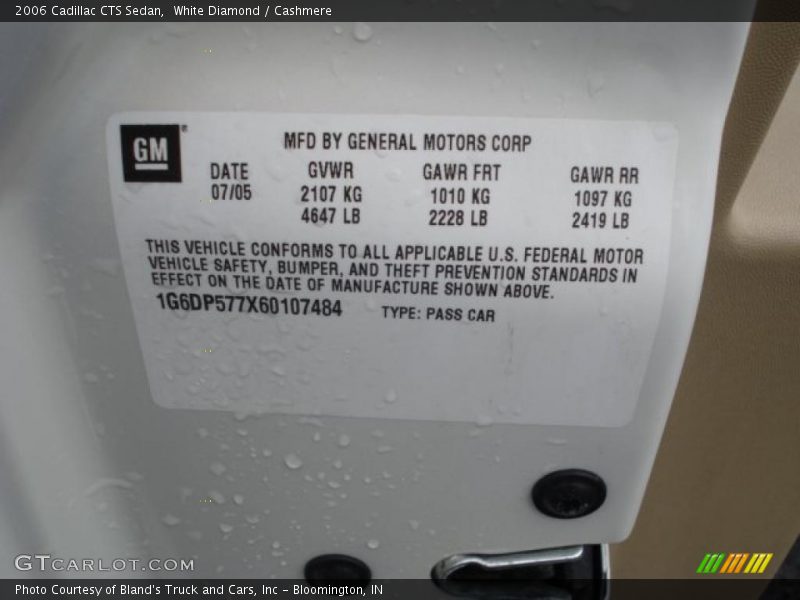 2006 Cadillac CTS Sedan, White Diamond / Cashmere
GM
MFD BY GENERAL MOTORS CORP
DATE GVWR GAWR FRT GAWR RR
07/05 2107 KG 1010 KG 1097 KG
4647 LB 2228 LB 2419 LB
THIS VEHICLE CONFORMS TO ALL APPLICABLE U.S. FEDERAL MOTOR
VEHICLE SAFETY, BUMPER, AND THEFT PREVENTION STANDARDS IN
EFFECT ON THE DATE OF MANUFACTURE SHOWN ABOVE.
1G6DP577X60107484 TYPE: PASS CAR
GTCARLOT.COM
Photo Courtesy of Bland's Truck and Cars, Inc – Bloomington, IN